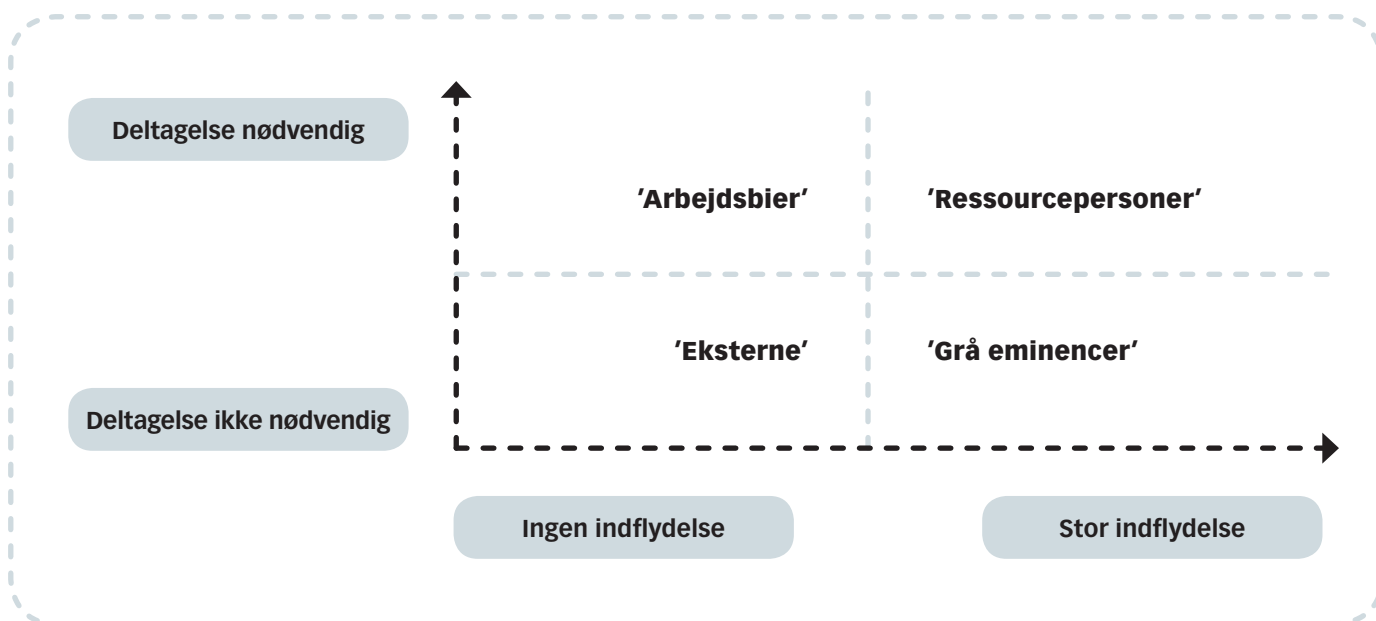 Deltagelse nødvendig
’Arbejdsbier’
’Ressourcepersoner’
’Eksterne’
’Grå eminencer’
Deltagelse ikke nødvendig
Ingen indflydelse
Stor indflydelse